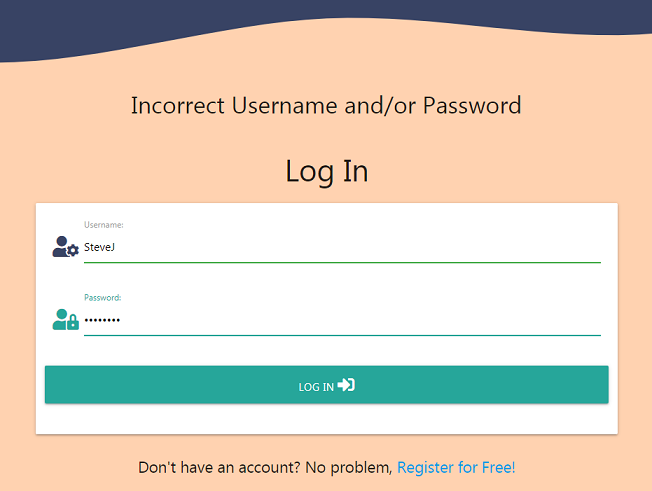 Incorrect Username and/or Password
Log In
Username:
SteveJ
Password:
••••••••
LOG IN
Don't have an account? No problem, Register for Free!